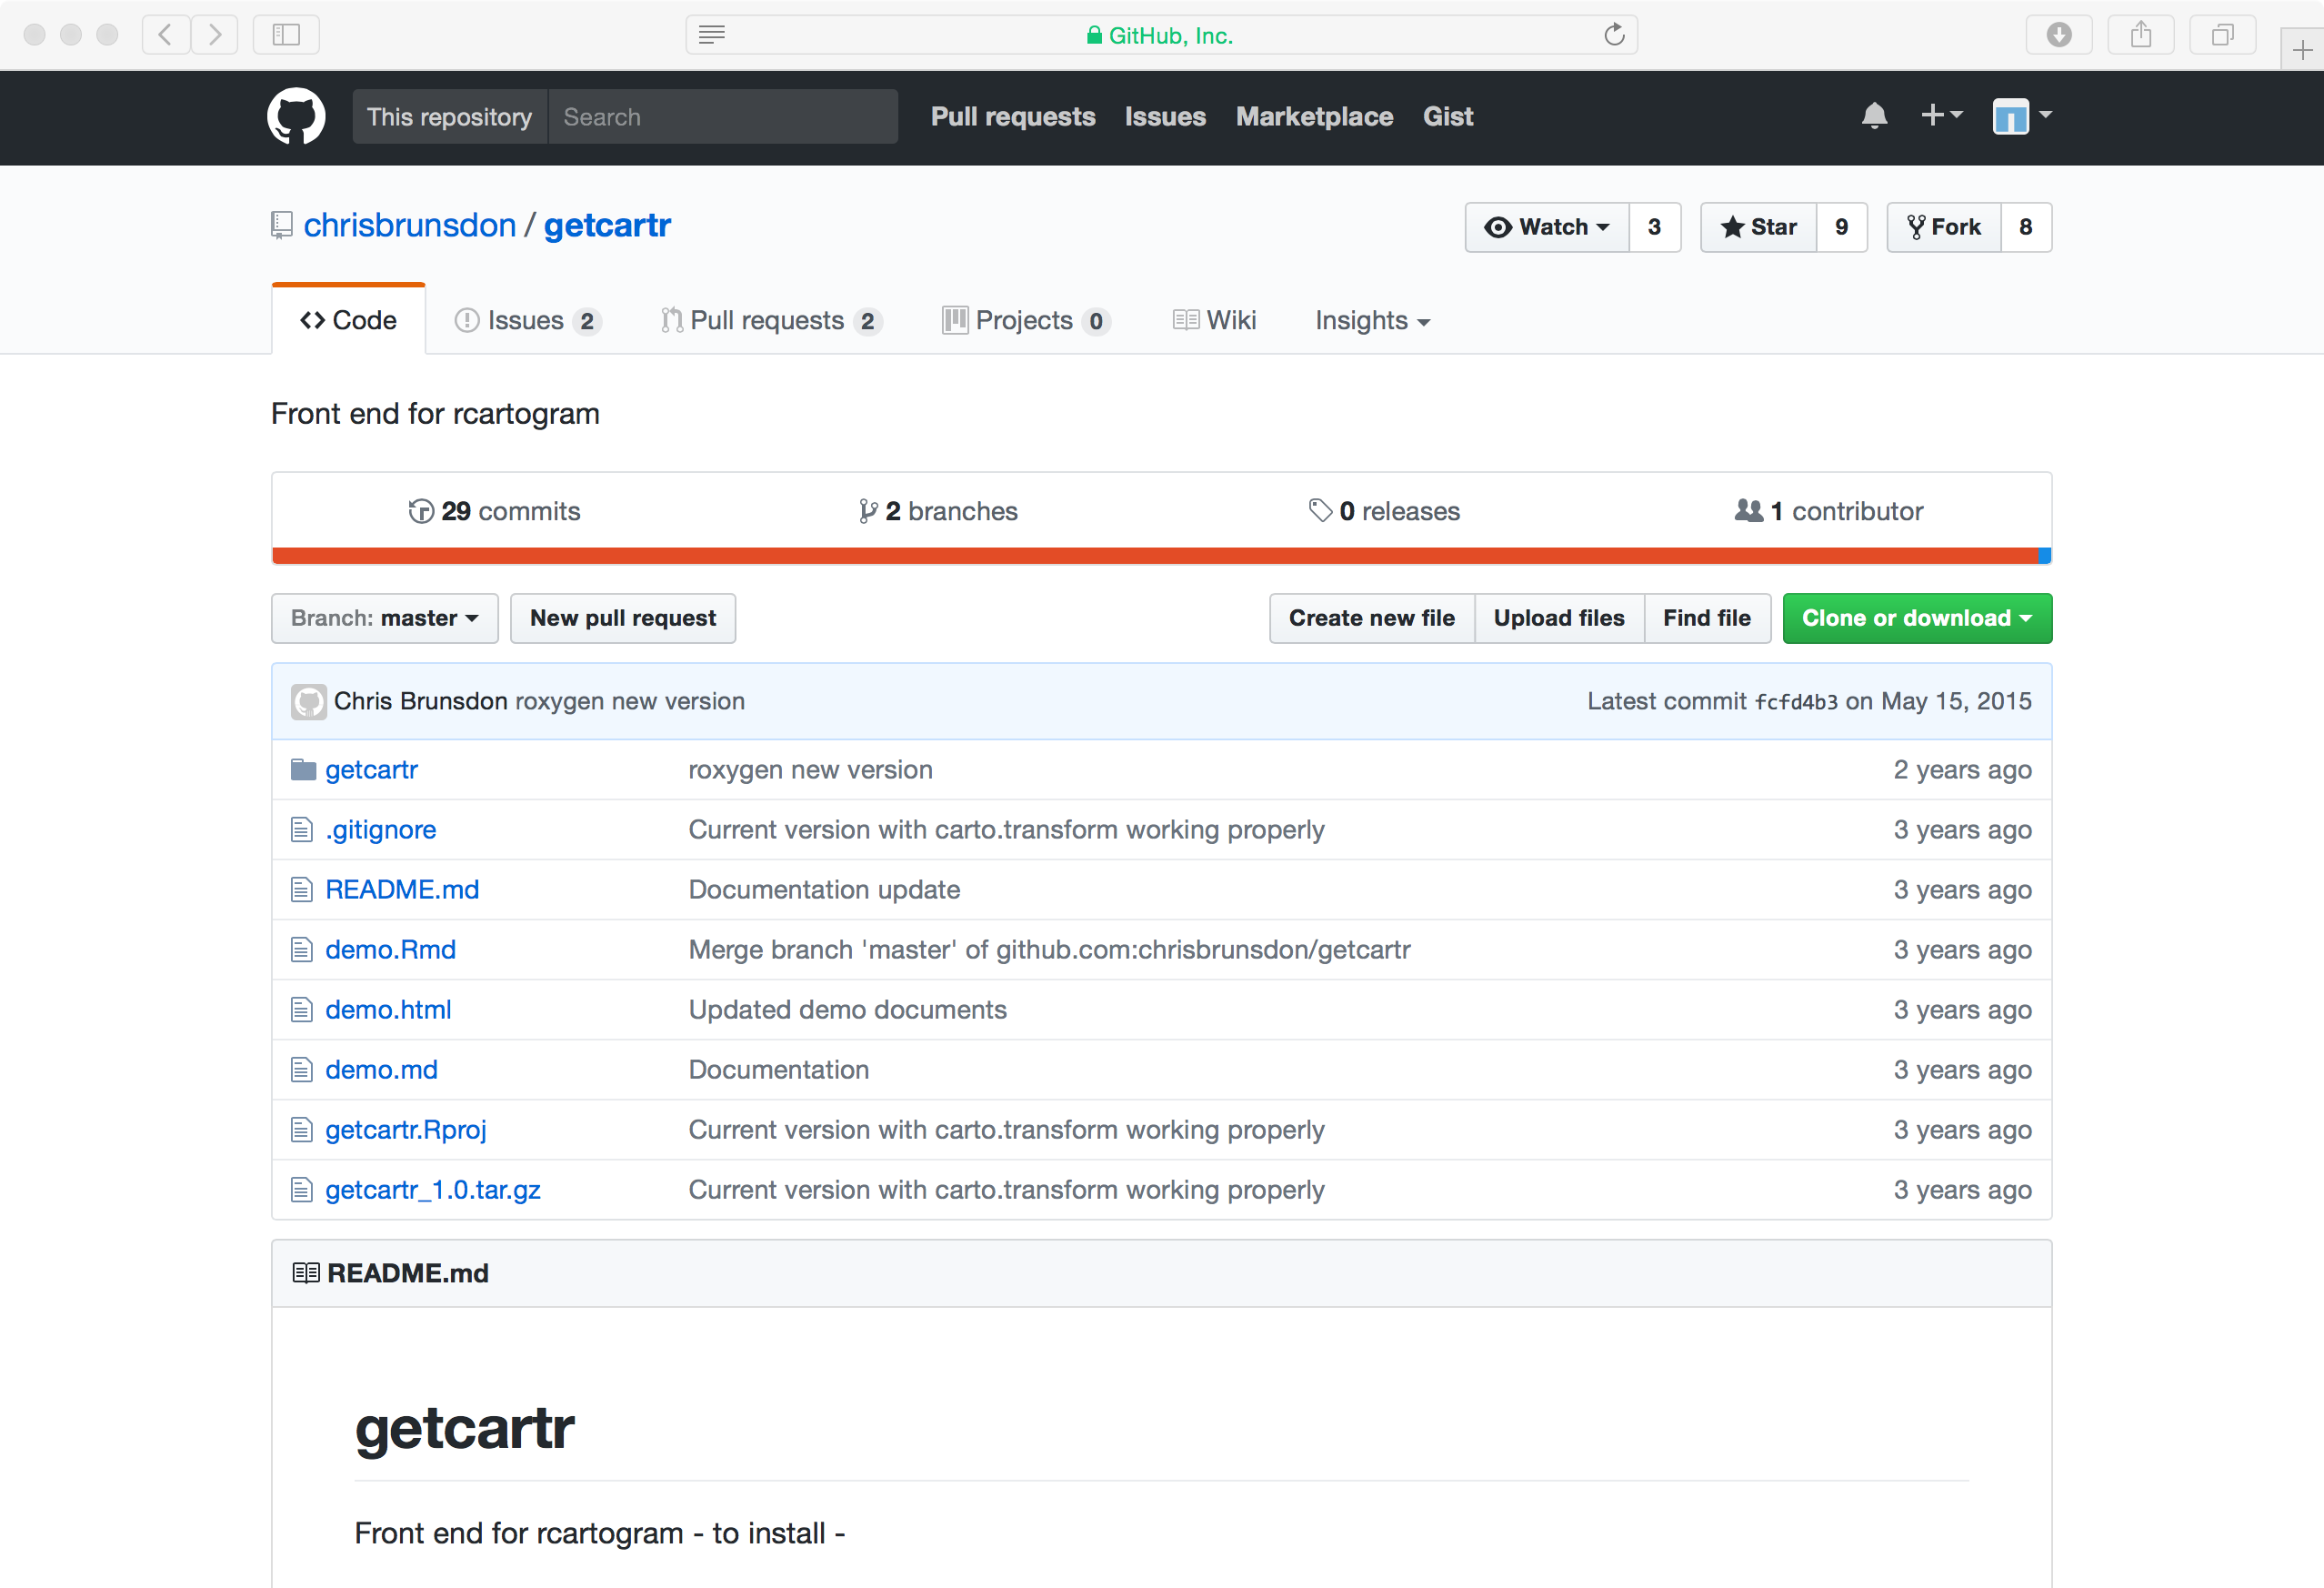 GitHub, Inc.
This repository Search Pull requests Issues Marketplace Gist
chrisbrunsdon / getcartr Watch 3 Star 9 Fork 8
Code Issues 2 Pull requests 2 Projects 0 Wiki Insights
Front end for rcartogram
29 commits 2 branches 0 releases 1 contributor
Branch: master New pull request Create new file Upload files Find file Clone or download
Chris Brunsdon roxygen new version Latest commit fcfd4b3 on May 15, 2015
getcartr roxygen new version 2 years ago
.gitignore Current version with carto.transform working properly 3 years ago
README.md Documentation update 3 years ago
demo.Rmd Merge branch 'master' of github.com:chrisbrunsdon/getcartr 3 years ago
demo.html Updated demo documents 3 years ago
demo.md Documentation 3 years ago
getcartr.Rproj Current version with carto.transform working properly 3 years ago
getcartr_1.0.tar.gz Current version with carto.transform working properly 3 years ago
README.md
getcartr
Front end for rcartogram - to install -